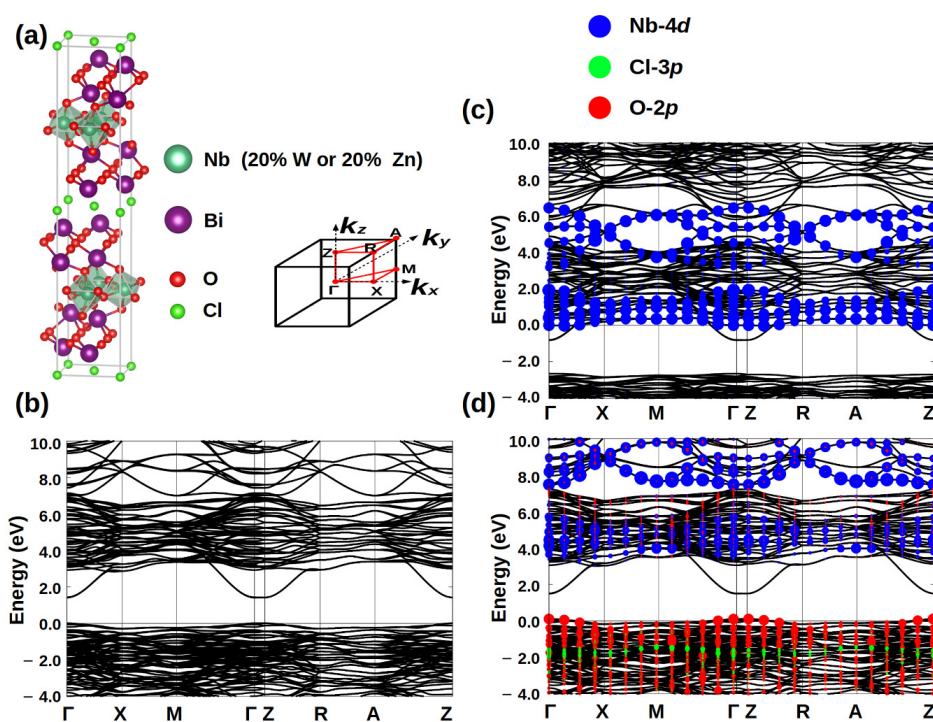 (a)
Nb (20% W or 20% Zn)
Bi
O
Cl
kz
ky
kx
Z
R
A
M
Γ
X
Nb-4d
Cl-3p
O-2p
(c)
Energy (eV)
10.0
8.0
6.0
4.0
2.0
0.0
− 2.0
− 4.0
Γ X M Γ Z R A Z
(b)
Energy (eV)
10.0
8.0
6.0
4.0
2.0
0.0
− 2.0
− 4.0
Γ X M Γ Z R A Z
(d)
Energy (eV)
10.0
8.0
6.0
4.0
2.0
0.0
− 2.0
− 4.0
Γ X M Γ Z R A Z